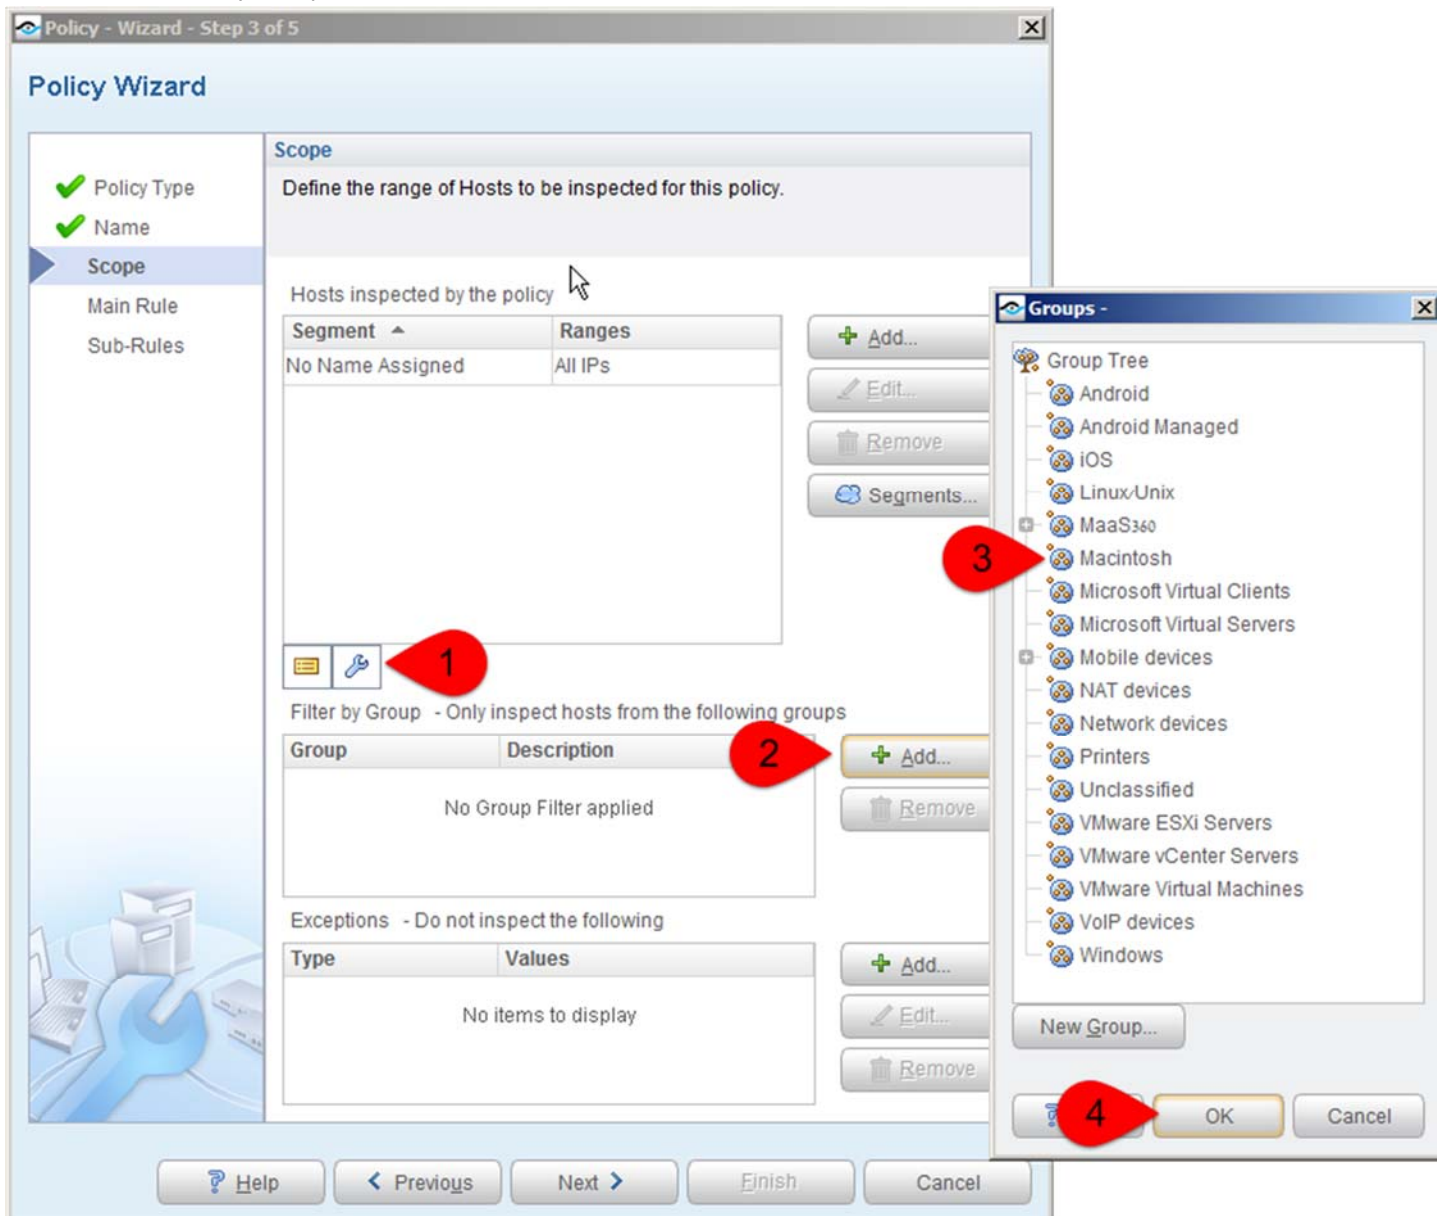 Policy - Wizard - Step 3 of 5
Policy Wizard
Policy Type
Name
Scope
Main Rule
Sub-Rules
Scope
Define the range of Hosts to be inspected for this policy.
Hosts inspected by the policy
Segment Ranges
No Name Assigned All IPs
Add...
Edit...
Remove
Segments...
1
Filter by Group - Only inspect hosts from the following groups
Group Description
No Group Filter applied
2
Add...
Remove
Exceptions - Do not inspect the following
Type Values
No items to display
Add...
Edit...
Remove
Help Previous Next Finish Cancel
Groups -
Group Tree
Android
Android Managed
iOS
Linux/Unix
MaaS360
3
Macintosh
Microsoft Virtual Clients
Microsoft Virtual Servers
Mobile devices
NAT devices
Network devices
Printers
Unclassified
VMware ESXi Servers
VMware vCenter Servers
VMware Virtual Machines
VoIP devices
Windows
New Group...
4
OK Cancel